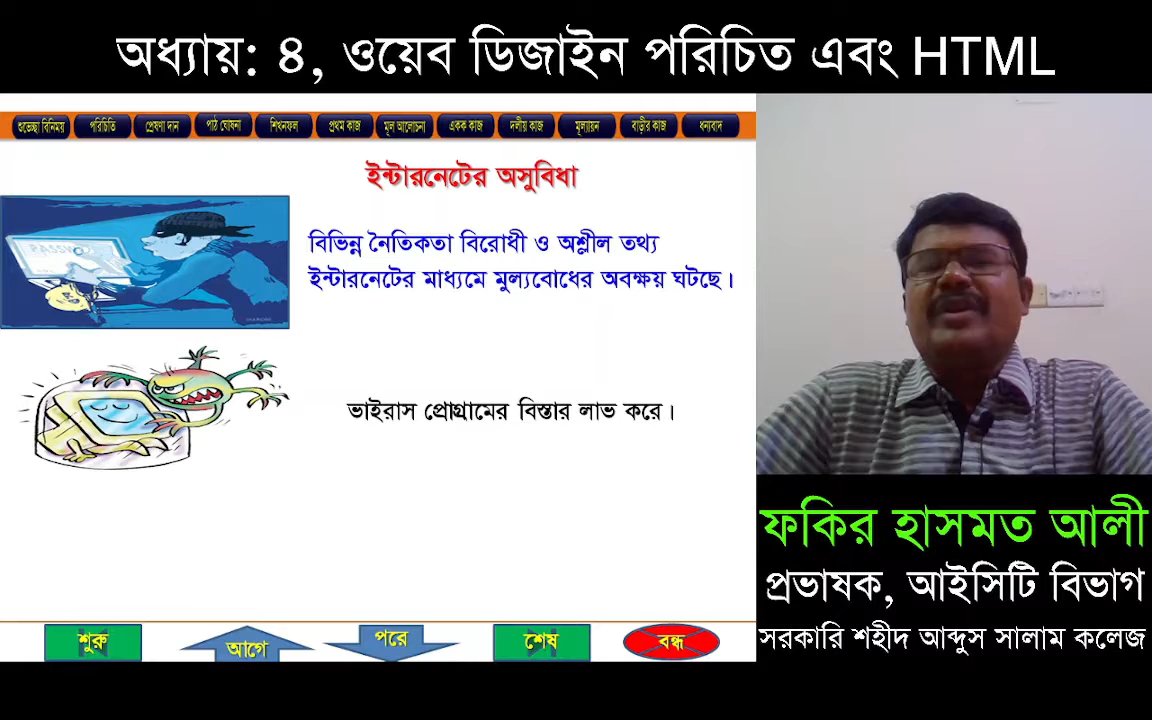 অধ্যায়: ৪, ওয়েব ডিজাইন পরিচিত এবং HTML
শুভেচ্ছা বিনিময়
পরিচিতি
প্রেষণা দান
পাঠ ঘোষনা
শিখনফল
প্রথম কাজ
মূল আলোচনা
একক কাজ
দলীয় কাজ
মূল্যায়ন
বাড়ীর কাজ
ধন্যবাদ
ইন্টারনেটের অসুবিধা
বিভিন্ন নৈতিকতা বিরোধী ও অশ্লীল তথ্য
ইন্টারনেটের মাধ্যমে মুল্যবোধের অবক্ষয় ঘটছে।
ভাইরাস প্রোগ্রামের বিস্তার লাভ করে।
ফকির হাসমত আলী
প্রভাষক, আইসিটি বিভাগ
সরকারি শহীদ আব্দুস সালাম কলেজ
শুরু
আগে
পরে
শেষ
বন্ধ